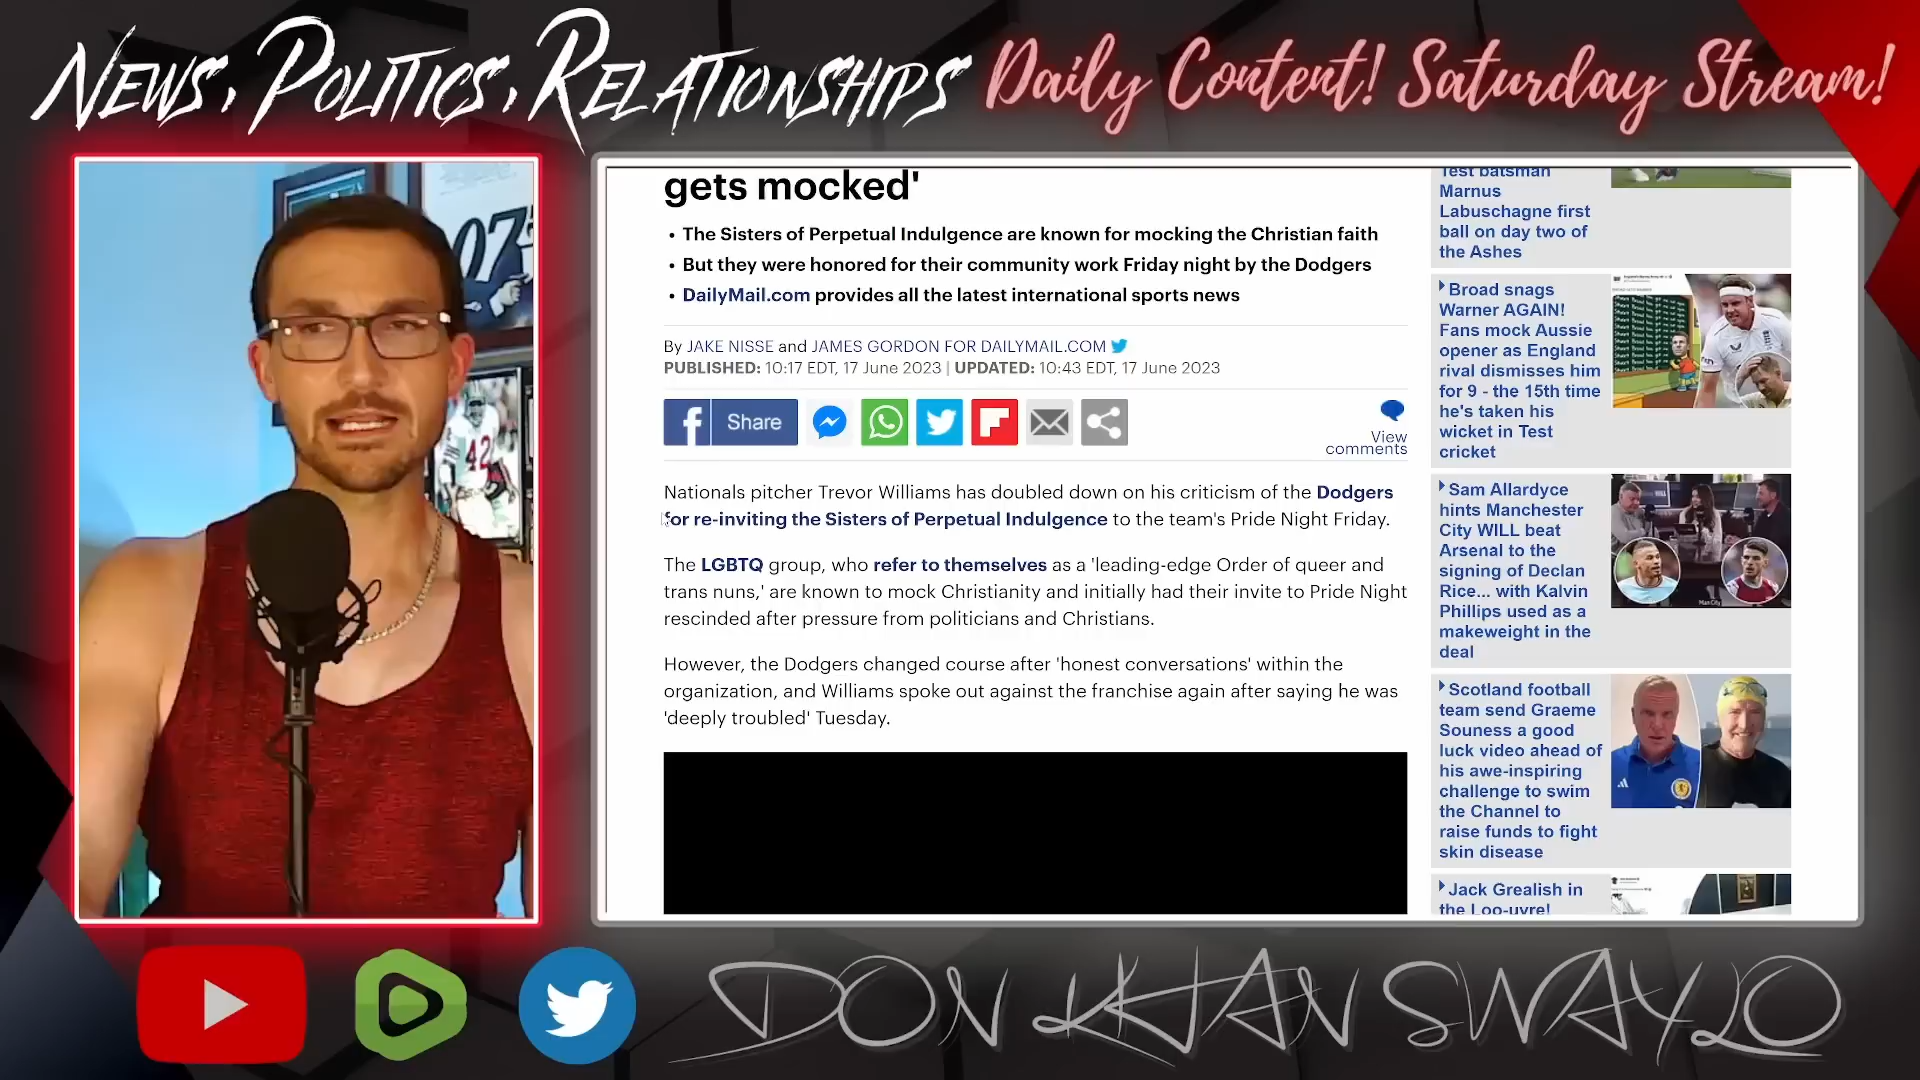 NEWS, POLITICS, RELATIONSHIPS
Daily Content! Saturday Stream!
07
42
gets mocked'
• The Sisters of Perpetual Indulgence are known for mocking the Christian faith
• But they were honored for their community work Friday night by the Dodgers
• DailyMail.com provides all the latest international sports news
By JAKE NISSE and JAMES GORDON FOR DAILYMAIL.COM
PUBLISHED: 10:17 EDT, 17 June 2023 | UPDATED: 10:43 EDT, 17 June 2023
Share
View
comments
Nationals pitcher Trevor Williams has doubled down on his criticism of the Dodgers
for re-inviting the Sisters of Perpetual Indulgence to the team's Pride Night Friday.
The LGBTQ group, who refer to themselves as a 'leading-edge Order of queer and
trans nuns,' are known to mock Christianity and initially had their invite to Pride Night
rescinded after pressure from politicians and Christians.
However, the Dodgers changed course after 'honest conversations' within the
organization, and Williams spoke out against the franchise again after saying he was
'deeply troubled' Tuesday.
Test batsman
Marnus
Labuschagne first
ball on day two of
the Ashes
Broad snags
Warner AGAIN!
Fans mock Aussie
opener as England
rival dismisses him
for 9 - the 15th time
he's taken his
wicket in Test
cricket
Sam Allardyce
hints Manchester
City WILL beat
Arsenal to the
signing of Declan
Rice... with Kalvin
Phillips used as a
makeweight in the
deal
Scotland football
team send Graeme
Souness a good
luck video ahead of
his awe-inspiring
challenge to swim
the Channel to
raise funds to fight
skin disease
Jack Grealish in
the Loo-uvre!
DON KHAN SWAYLO